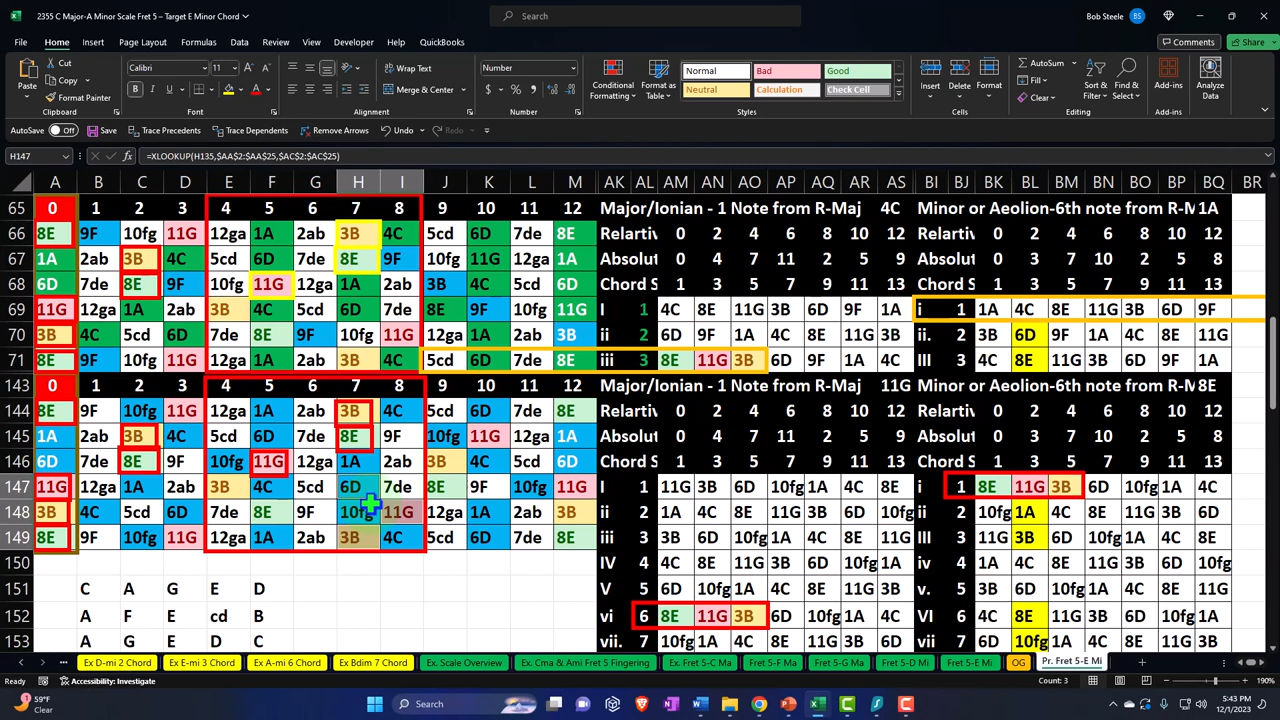 2355 C Major-A Minor Scale Fret 5 – Target E Minor Chord
Search
Bob Steele BS
File Home Insert Page Layout Formulas Data Review View Developer Help QuickBooks Comments Share
Cut
Copy
Paste
Format Painter
Clipboard
Calibri 11
Font
Wrap Text
Merge & Center
Alignment
Number
Number
Conditional Formatting
Format as Table
Normal Bad Good
Neutral Calculation Check Cell
Styles
Insert Delete Format
Cells
AutoSum
Fill
Clear
Sort & Filter
Find & Select
Editing
Add-ins
Add-ins
Analyze Data
AutoSave Off Save Trace Precedents Trace Dependents Remove Arrows Undo Redo
H147 =XLOOKUP(H135,$AA$2:$AA$25,$AC$2:$AC$25)
A B C D E F G H I J K L M AK AL AM AN AO AP AQ AR AS BI BJ BK BL BM BN BO BP BQ BR
65 0 1 2 3 4 5 6 7 8 9 10 11 12 Major/Ionian - 1 Note from R-Maj 4C Minor or Aeolion-6th note from R-M 1A
66 8E 9F 10fg 11G 12ga 1A 2ab 3B 4C 5cd 6D 7de 8E Relartiv 0 2 4 6 8 10 12 Relartiv 0 2 4 6 8 10 12
67 1A 2ab 3B 4C 5cd 6D 7de 8E 9F 10fg 11G 12ga 1A Absolut 0 4 7 11 2 5 9 Absolut 0 3 7 10 2 5 8
68 6D 7de 8E 9F 10fg 11G 12ga 1A 2ab 3B 4C 5cd 6D Chord S 1 3 5 7 9 11 13 Chord S 1 3 5 7 9 11 13
69 11G 12ga 1A 2ab 3B 4C 5cd 6D 7de 8E 9F 10fg 11G I 1 4C 8E 11G 3B 6D 9F 1A i 1 1A 4C 8E 11G 3B 6D 9F
70 3B 4C 5cd 6D 7de 8E 9F 10fg 11G 12ga 1A 2ab 3B ii 2 6D 9F 1A 4C 8E 11G 3B ii. 2 3B 6D 9F 1A 4C 8E 11G
71 8E 9F 10fg 11G 12ga 1A 2ab 3B 4C 5cd 6D 7de 8E iii 3 8E 11G 3B 6D 9F 1A 4C III 3 4C 8E 11G 3B 6D 9F 1A
143 0 1 2 3 4 5 6 7 8 9 10 11 12 Major/Ionian - 1 Note from R-Maj 11G Minor or Aeolion-6th note from R-M 8E
144 8E 9F 10fg 11G 12ga 1A 2ab 3B 4C 5cd 6D 7de 8E Relartiv 0 2 4 6 8 10 12 Relartiv 0 2 4 6 8 10 12
145 1A 2ab 3B 4C 5cd 6D 7de 8E 9F 10fg 11G 12ga 1A Absolut 0 4 7 11 2 5 9 Absolut 0 3 7 10 2 5 8
146 6D 7de 8E 9F 10fg 11G 12ga 1A 2ab 3B 4C 5cd 6D Chord S 1 3 5 7 9 11 13 Chord S 1 3 5 7 9 11 13
147 11G 12ga 1A 2ab 3B 4C 5cd 6D 7de 8E 9F 10fg 11G I 1 11G 3B 6D 10fg 1A 4C 8E i 1 8E 11G 3B 6D 10fg 1A 4C
148 3B 4C 5cd 6D 7de 8E 9F 10fg 11G 12ga 1A 2ab 3B ii 2 1A 4C 8E 11G 3B 6D 10fg ii 2 10fg 1A 4C 8E 11G 3B 6D
149 8E 9F 10fg 11G 12ga 1A 2ab 3B 4C 5cd 6D 7de 8E iii 3 3B 6D 10fg 1A 4C 8E 11G III 3 11G 3B 6D 10fg 1A 4C 8E
150 IV 4 4C 8E 11G 3B 6D 10fg 1A iv 4 1A 4C 8E 11G 3B 6D 10fg
151 C A G E D V 5 6D 10fg 1A 4C 8E 11G 3B v. 5 3B 6D 10fg 1A 4C 8E 11G
152 A F E cd B vi 6 8E 11G 3B 6D 10fg 1A 4C VI 6 4C 8E 11G 3B 6D 10fg 1A
153 A G E D C vii. 7 10fg 1A 4C 8E 11G 3B 6D vii 7 6D 10fg 1A 4C 8E 11G 3B
Ex D-mi 2 Chord Ex E-mi 3 Chord Ex A-mi 6 Chord Ex Bdim 7 Chord Ex. Scale Overview Ex. Cma & Ami Fret 5 Fingering Ex. Fret 5-C Ma Fret 5-F Ma Fret 5-G Ma Fret 5-D Mi Fret 5-E Mi OG Pr. Fret 5-E Mi
Ready Accessibility: Investigate Count: 3 190%
59°F
Clear
Search
5:43 PM
12/1/2023